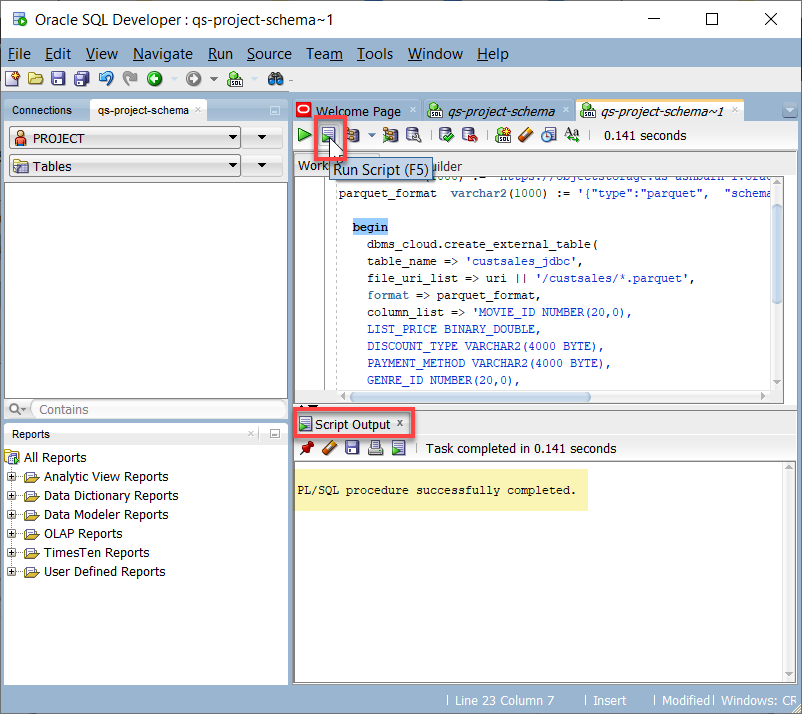 Oracle SQL Developer : qs-project-schema~1
File Edit View Navigate Run Source Team Tools Window Help
Connections qs-project-schema
Welcome Page qs-project-schema qs-project-schema~1
PROJECT
0.141 seconds
Tables
Run Script (F5)
parquet_format varchar2(1000) := '{"type":"parquet", "schema
begin
dbms_cloud.create_external_table(
table_name => 'custsales_jdbc',
file_uri_list => uri || '/custsales/*.parquet',
format => parquet_format,
column_list => 'MOVIE_ID NUMBER(20,0),
LIST_PRICE BINARY_DOUBLE,
DISCOUNT_TYPE VARCHAR2(4000 BYTE),
PAYMENT_METHOD VARCHAR2(4000 BYTE),
GENRE_ID NUMBER(20,0),
Contains
Reports
All Reports
Analytic View Reports
Data Dictionary Reports
Data Modeler Reports
OLAP Reports
TimesTen Reports
User Defined Reports
Script Output
Task completed in 0.141 seconds
PL/SQL procedure successfully completed.
Line 23 Column 7 Insert Modified Windows: CR